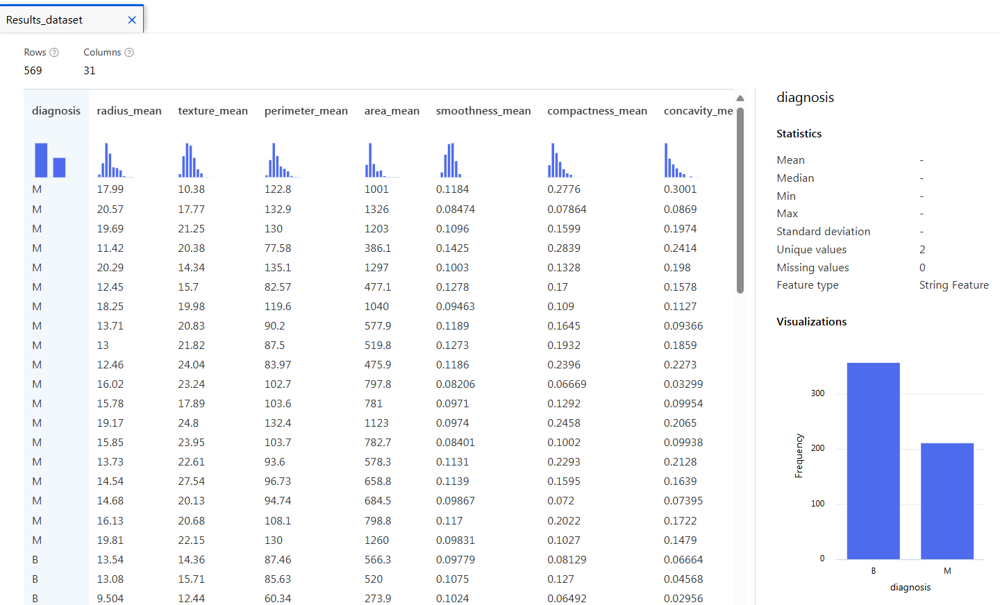 Results_dataset
Rows Columns
569 31
diagnosis radius_mean texture_mean perimeter_mean area_mean smoothness_mean compactness_mean concavity_me
M 17.99 10.38 122.8 1001 0.1184 0.2776 0.3001
M 20.57 17.77 132.9 1326 0.08474 0.07864 0.0869
M 19.69 21.25 130 1203 0.1096 0.1599 0.1974
M 11.42 20.38 77.58 386.1 0.1425 0.2839 0.2414
M 20.29 14.34 135.1 1297 0.1003 0.1328 0.198
M 12.45 15.7 82.57 477.1 0.1278 0.17 0.1578
M 18.25 19.98 119.6 1040 0.09463 0.109 0.1127
M 13.71 20.83 90.2 577.9 0.1189 0.1645 0.09366
M 13 21.82 87.5 519.8 0.1273 0.1932 0.1859
M 12.46 24.04 83.97 475.9 0.1186 0.2396 0.2273
M 16.02 23.24 102.7 797.8 0.08206 0.06669 0.03299
M 15.78 17.89 103.6 781 0.0971 0.1292 0.09954
M 19.17 24.8 132.4 1123 0.0974 0.2458 0.2065
M 15.85 23.95 103.7 782.7 0.08401 0.1002 0.09938
M 13.73 22.61 93.6 578.3 0.1131 0.2293 0.2128
M 14.54 27.54 96.73 658.8 0.1139 0.1595 0.1639
M 14.68 20.13 94.74 684.5 0.09867 0.072 0.07395
M 16.13 20.68 108.1 798.8 0.117 0.2022 0.1722
M 19.81 22.15 130 1260 0.09831 0.1027 0.1479
B 13.54 14.36 87.46 566.3 0.09779 0.08129 0.06664
B 13.08 15.71 85.63 520 0.1075 0.127 0.04568
B 9.504 12.44 60.34 273.9 0.1024 0.06492 0.02956
diagnosis
Statistics
Mean -
Median -
Min -
Max -
Standard deviation -
Unique values 2
Missing values 0
Feature type String Feature
Visualizations
300
200
100
0
Frequency
B M
diagnosis